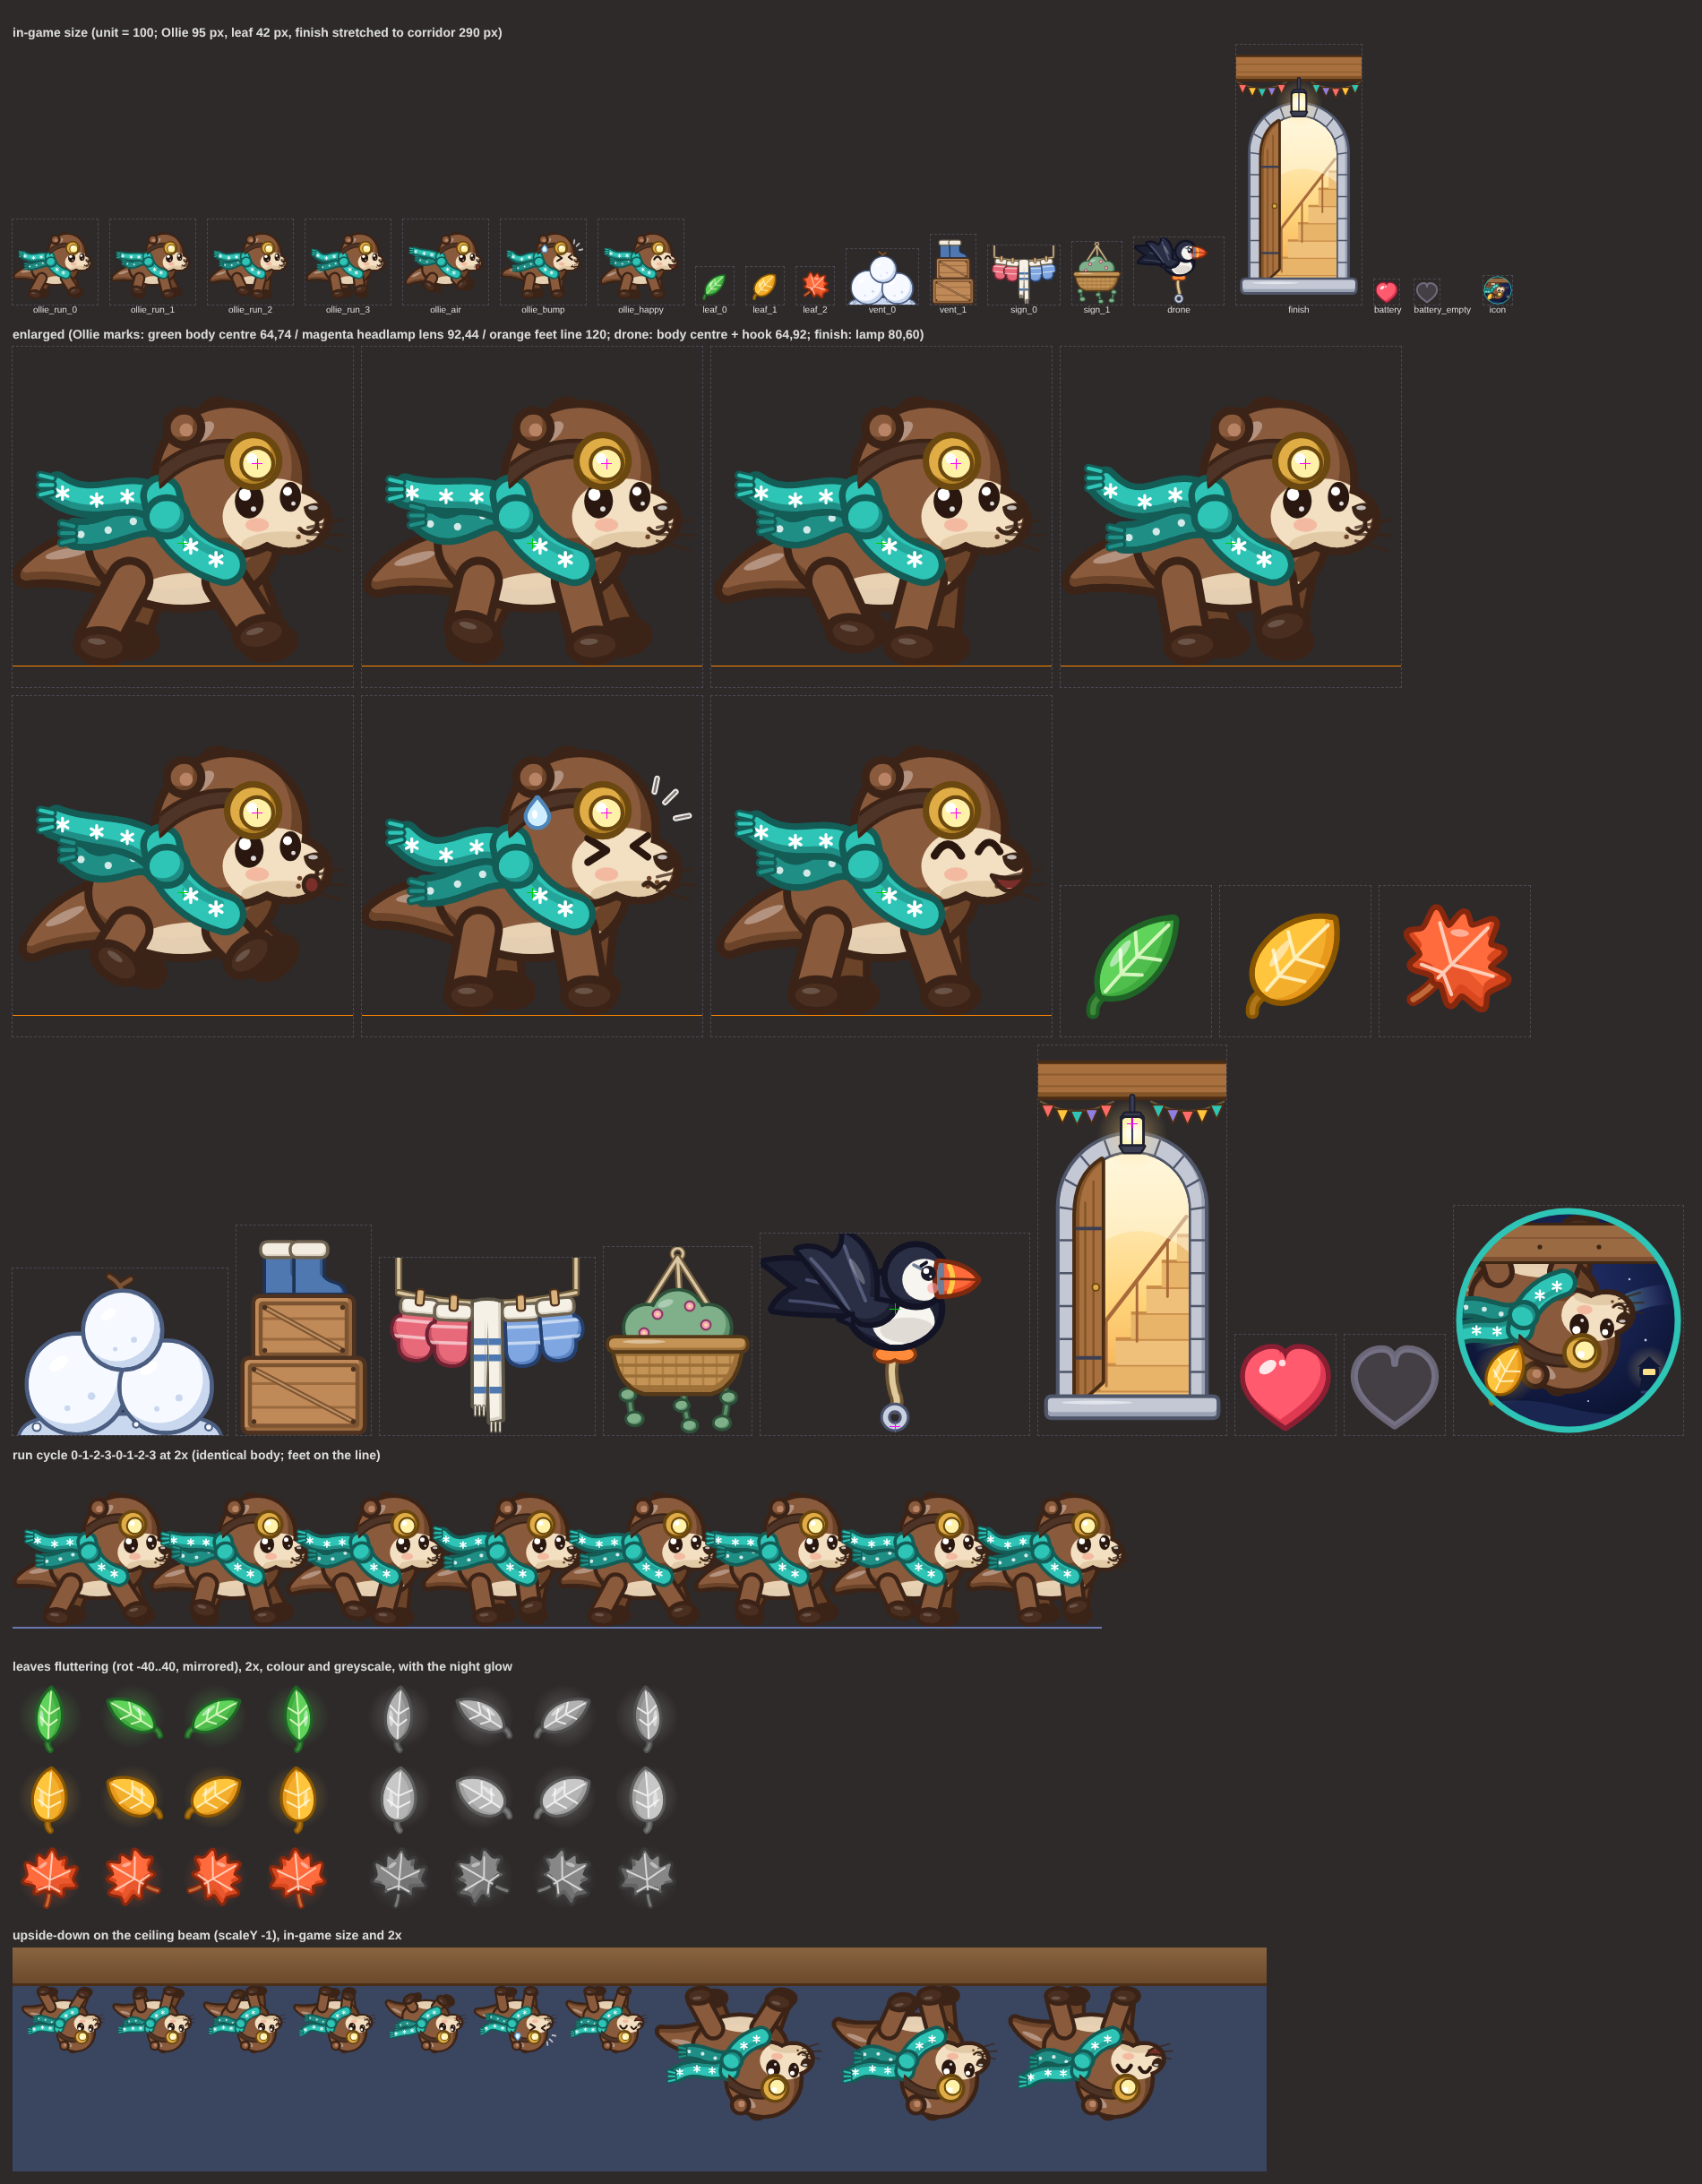 in-game size (unit = 100; Ollie 95 px, leaf 42 px, finish stretched to corridor 290 px)
ollie_run_0 ollie_run_1 ollie_run_2 ollie_run_3 ollie_air ollie_bump ollie_happy leaf_0 leaf_1 leaf_2 vent_0 vent_1 sign_0 sign_1 drone finish battery battery_empty icon
enlarged (Ollie marks: green body centre 64,74 / magenta headlamp lens 92,44 / orange feet line 120; drone: body centre + hook 64,92; finish: lamp 80,60)
run cycle 0-1-2-3-0-1-2-3 at 2x (identical body; feet on the line)
leaves fluttering (rot -40..40, mirrored), 2x, colour and greyscale, with the night glow
upside-down on the ceiling beam (scaleY -1), in-game size and 2x